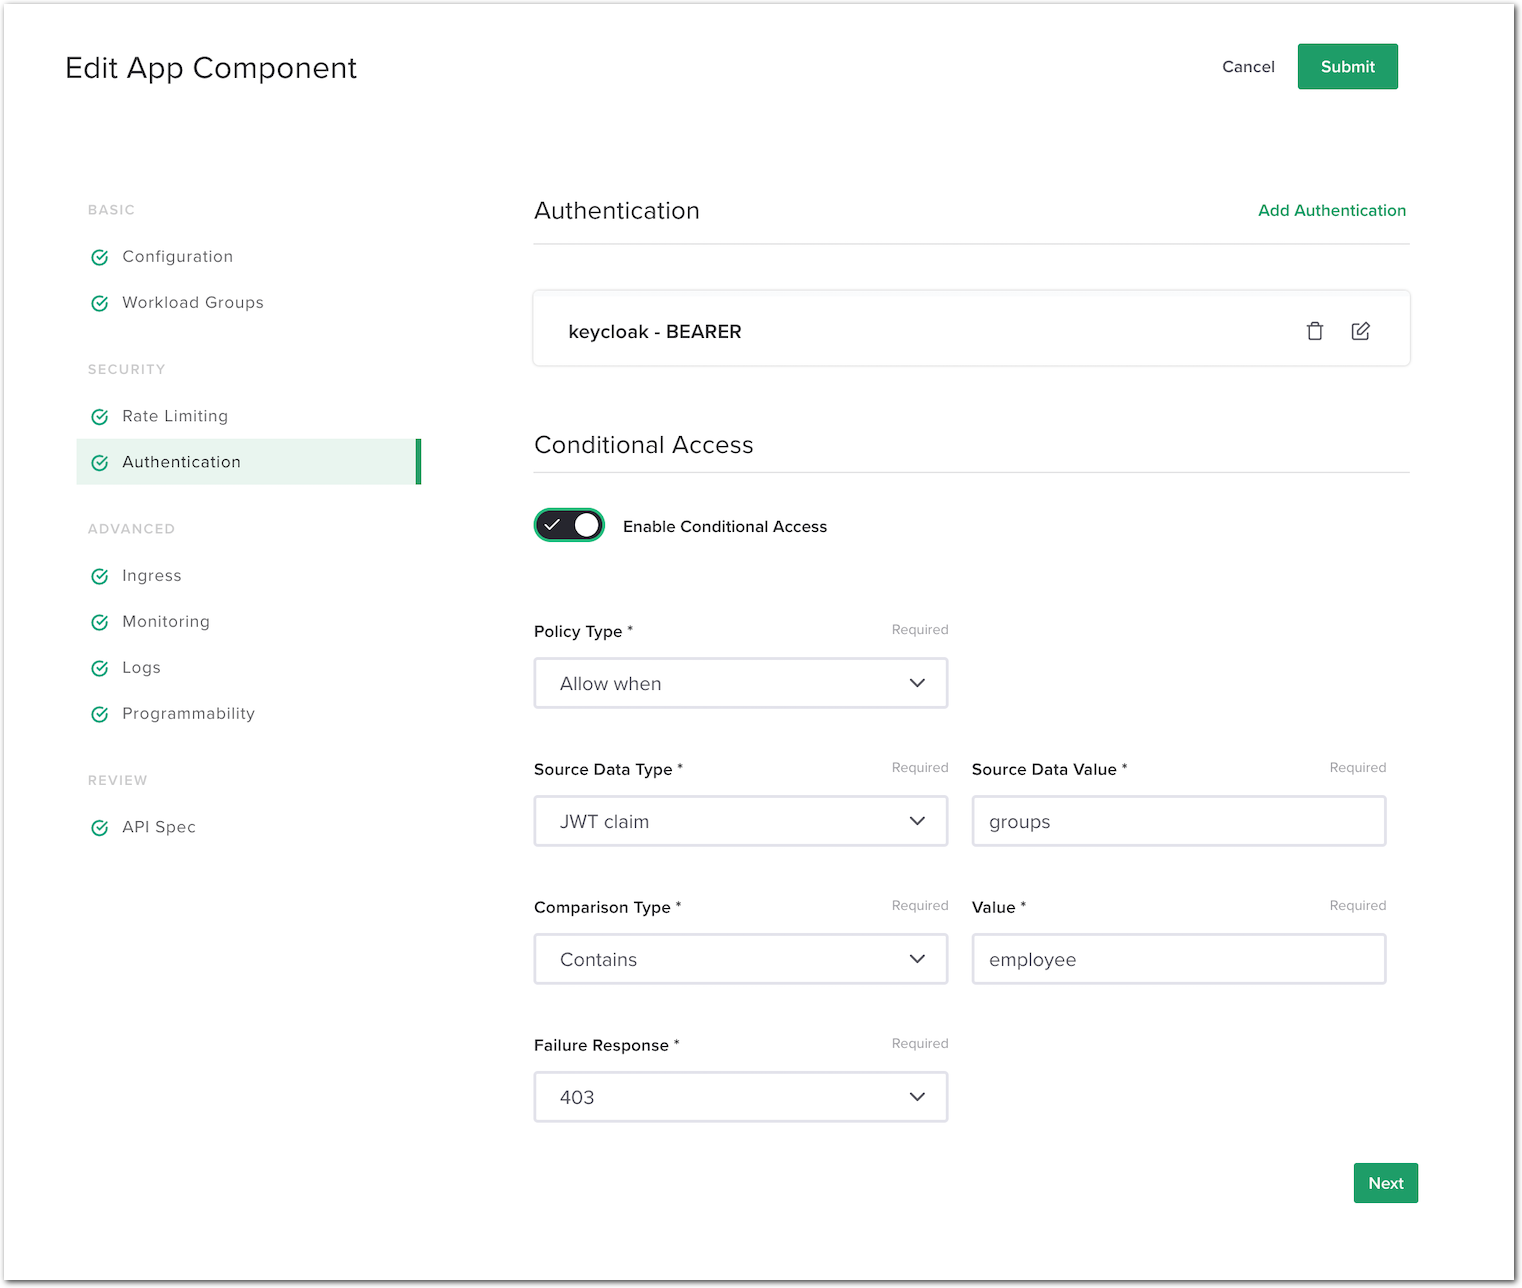 Edit App Component
Cancel
Submit
BASIC
Configuration
Workload Groups
SECURITY
Rate Limiting
Authentication
ADVANCED
Ingress
Monitoring
Logs
Programmability
REVIEW
API Spec
Authentication
Add Authentication
keycloak - BEARER
Conditional Access
Enable Conditional Access
Policy Type *
Required
Allow when
Source Data Type *
Required
JWT claim
Source Data Value *
Required
groups
Comparison Type *
Required
Contains
Value *
Required
employee
Failure Response *
Required
403
Next